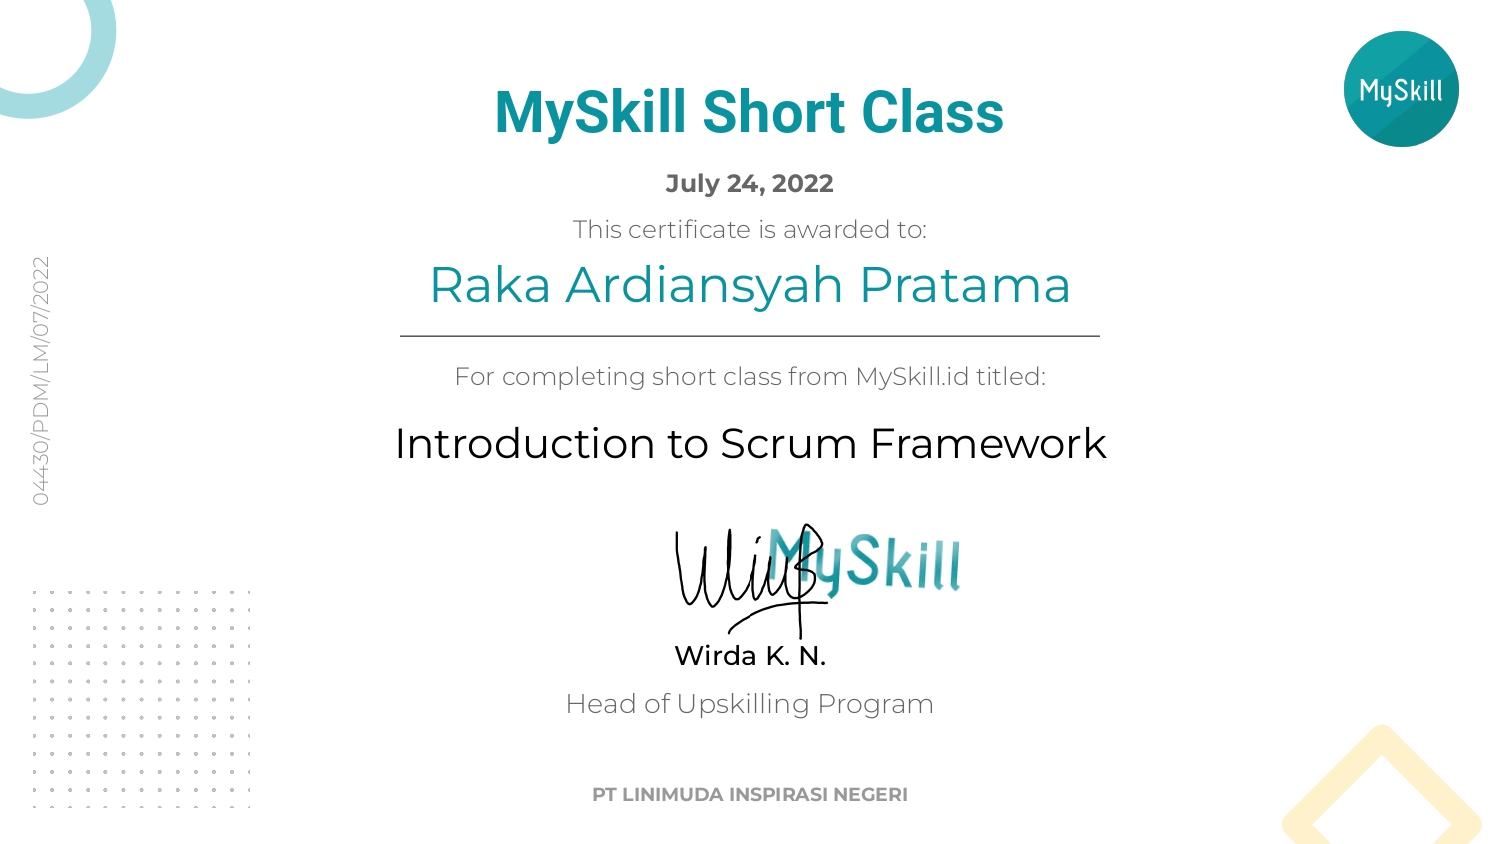 MySkill
MySkill Short Class
July 24, 2022
This certificate is awarded to:
Raka Ardiansyah Pratama
For completing short class from MySkill.id titled:
Introduction to Scrum Framework
MySkill
Wirda K. N.
Head of Upskilling Program
PT LINIMUDA INSPIRASI NEGERI
04430/PDM/LM/07/2022